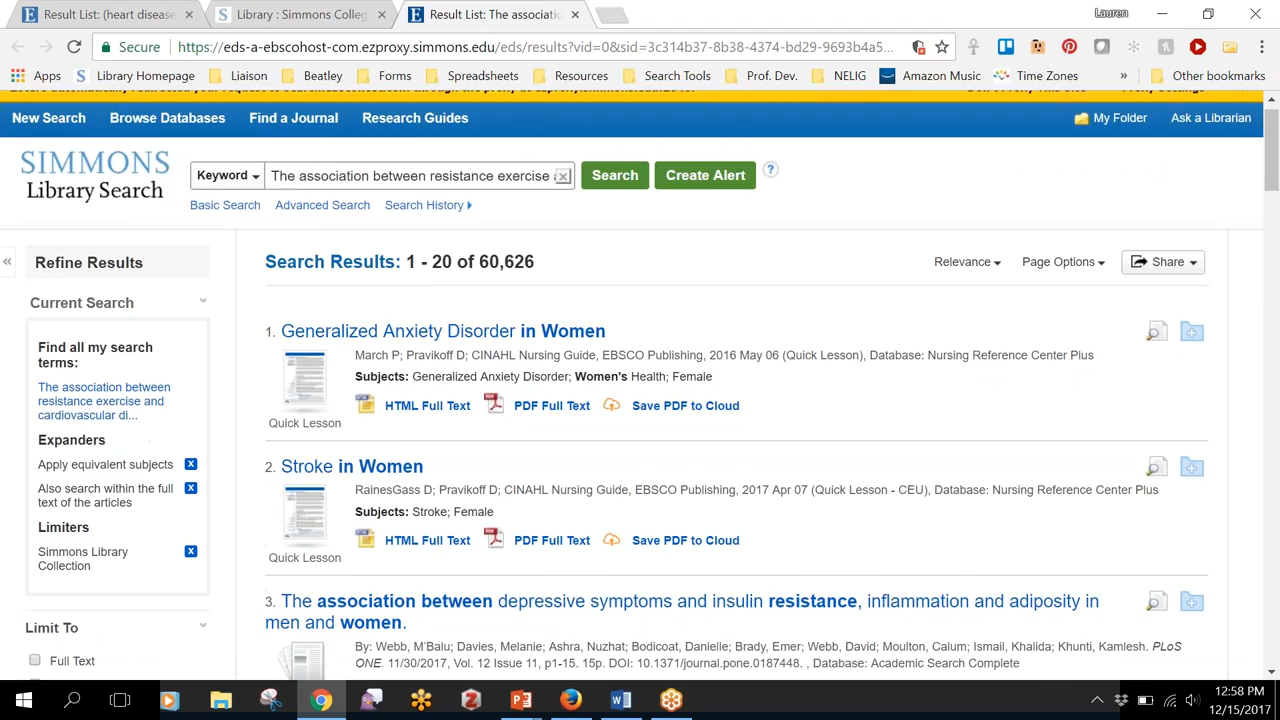 Result List: (heart disease
Library : Simmons Colleg
Result List: The associatic
Lauren
Secure
https://eds-a-ebscohost-com.ezproxy.simmons.edu/eds/results?vid=0&sid=3c314b37-8b38-4374-bd29-9693b4a5...
Apps
Library Homepage
Liaison
Beatley
Forms
Spreadsheets
Resources
Search Tools
Prof. Dev.
NELIG
Amazon Music
Time Zones
»
Other bookmarks
New Search
Browse Databases
Find a Journal
Research Guides
My Folder
Ask a Librarian
SIMMONS
Library Search
Keyword
The association between resistance exercise
Search
Create Alert
?
Basic Search
Advanced Search
Search History
«
Refine Results
Current Search
Find all my search
terms:
The association between
resistance exercise and
cardiovascular di...
Expanders
Apply equivalent subjects
Also search within the full
text of the articles
Limiters
Simmons Library
Collection
Limit To
Full Text
Search Results: 1 - 20 of 60,626
Relevance
Page Options
Share
1. Generalized Anxiety Disorder in Women
March P; Pravikoff D; CINAHL Nursing Guide, EBSCO Publishing, 2016 May 06 (Quick Lesson), Database: Nursing Reference Center Plus
Subjects: Generalized Anxiety Disorder; Women's Health; Female
HTML Full Text
PDF Full Text
Save PDF to Cloud
Quick Lesson
2. Stroke in Women
RainesGass D; Pravikoff D; CINAHL Nursing Guide, EBSCO Publishing, 2017 Apr 07 (Quick Lesson - CEU), Database: Nursing Reference Center Plus
Subjects: Stroke; Female
HTML Full Text
PDF Full Text
Save PDF to Cloud
Quick Lesson
3. The association between depressive symptoms and insulin resistance, inflammation and adiposity in
men and women.
By: Webb, M'Balu; Davies, Melanie; Ashra, Nuzhat; Bodicoat, Danielle; Brady, Emer; Webb, David; Moulton, Calum; Ismail, Khalida; Khunti, Kamlesh. PLoS
ONE. 11/30/2017, Vol. 12 Issue 11, p1-15. 15p. DOI: 10.1371/journal.pone.0187448. , Database: Academic Search Complete
12:58 PM
12/15/2017